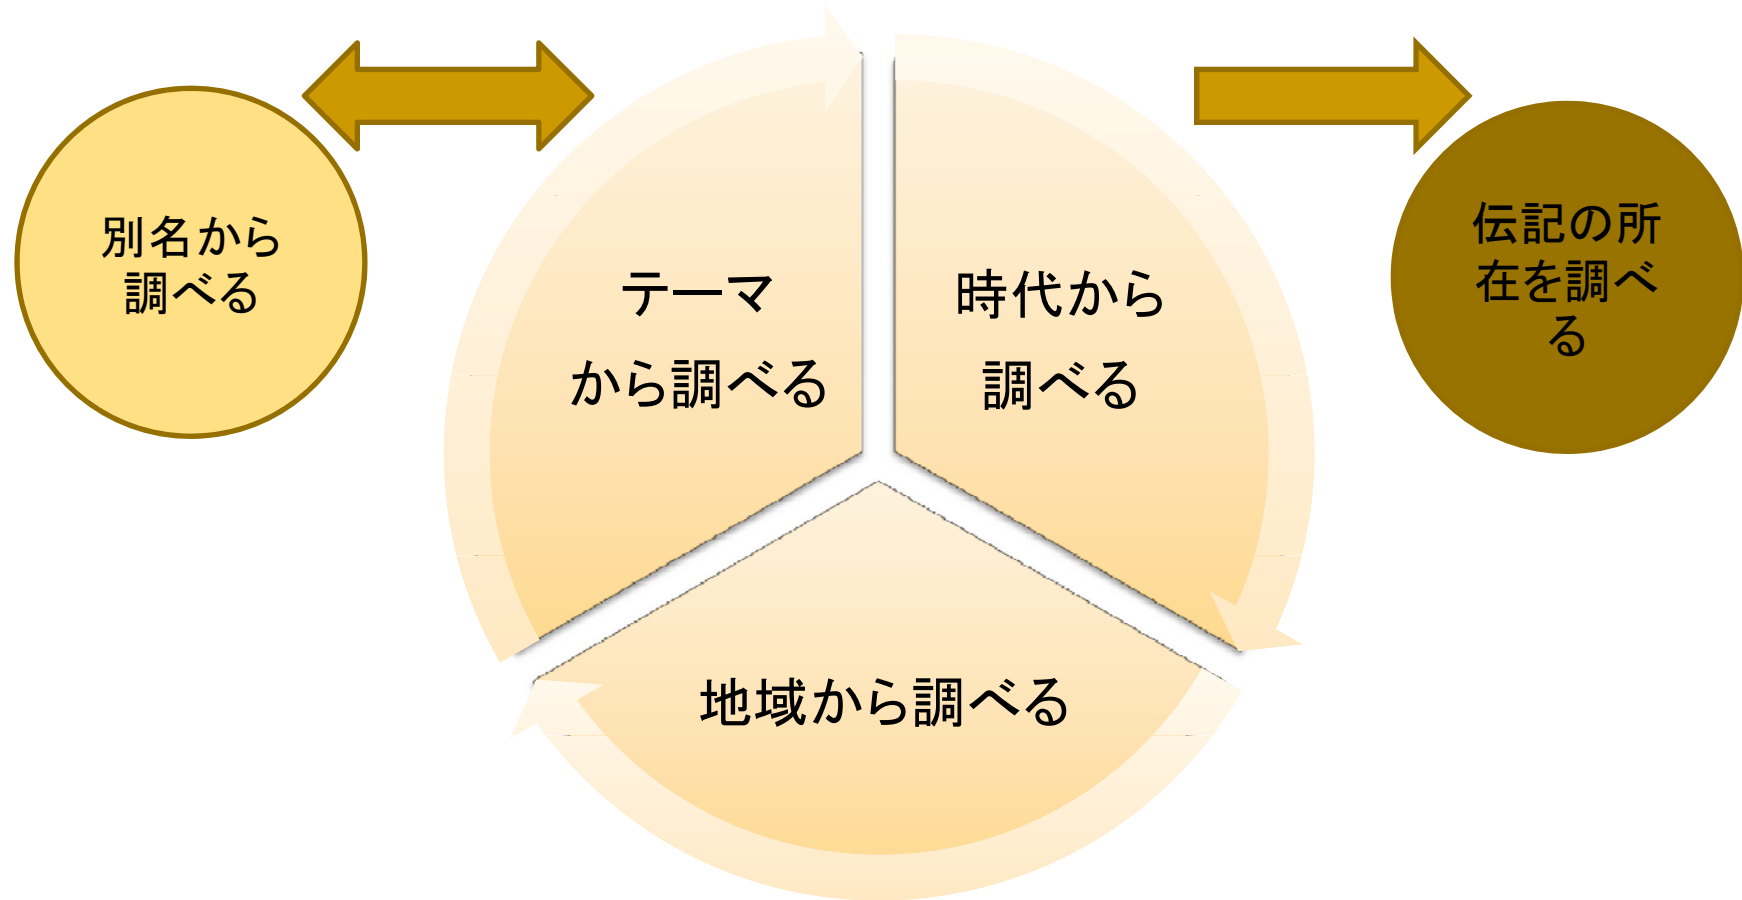 別名から
調べる
テーマ
から調べる
時代から
調べる
地域から調べる
伝記の所
在を調べ
る